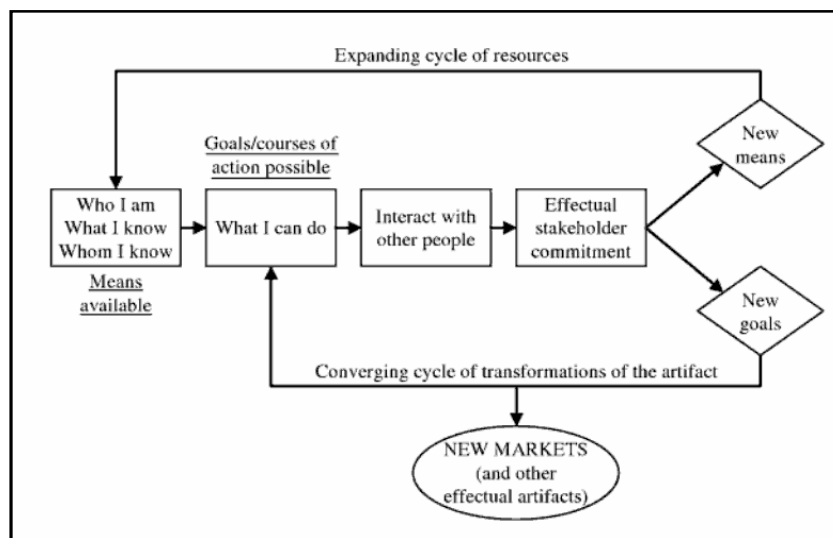 Expanding cycle of resources
New
means
Goals/courses of
action possible
Who I am
What I know
Whom I know
What I can do
Interact with
other people
Effectual
stakeholder
commitment
Means
available
New
goals
Converging cycle of transformations of the artifact
NEW MARKETS
(and other
effectual artifacts)